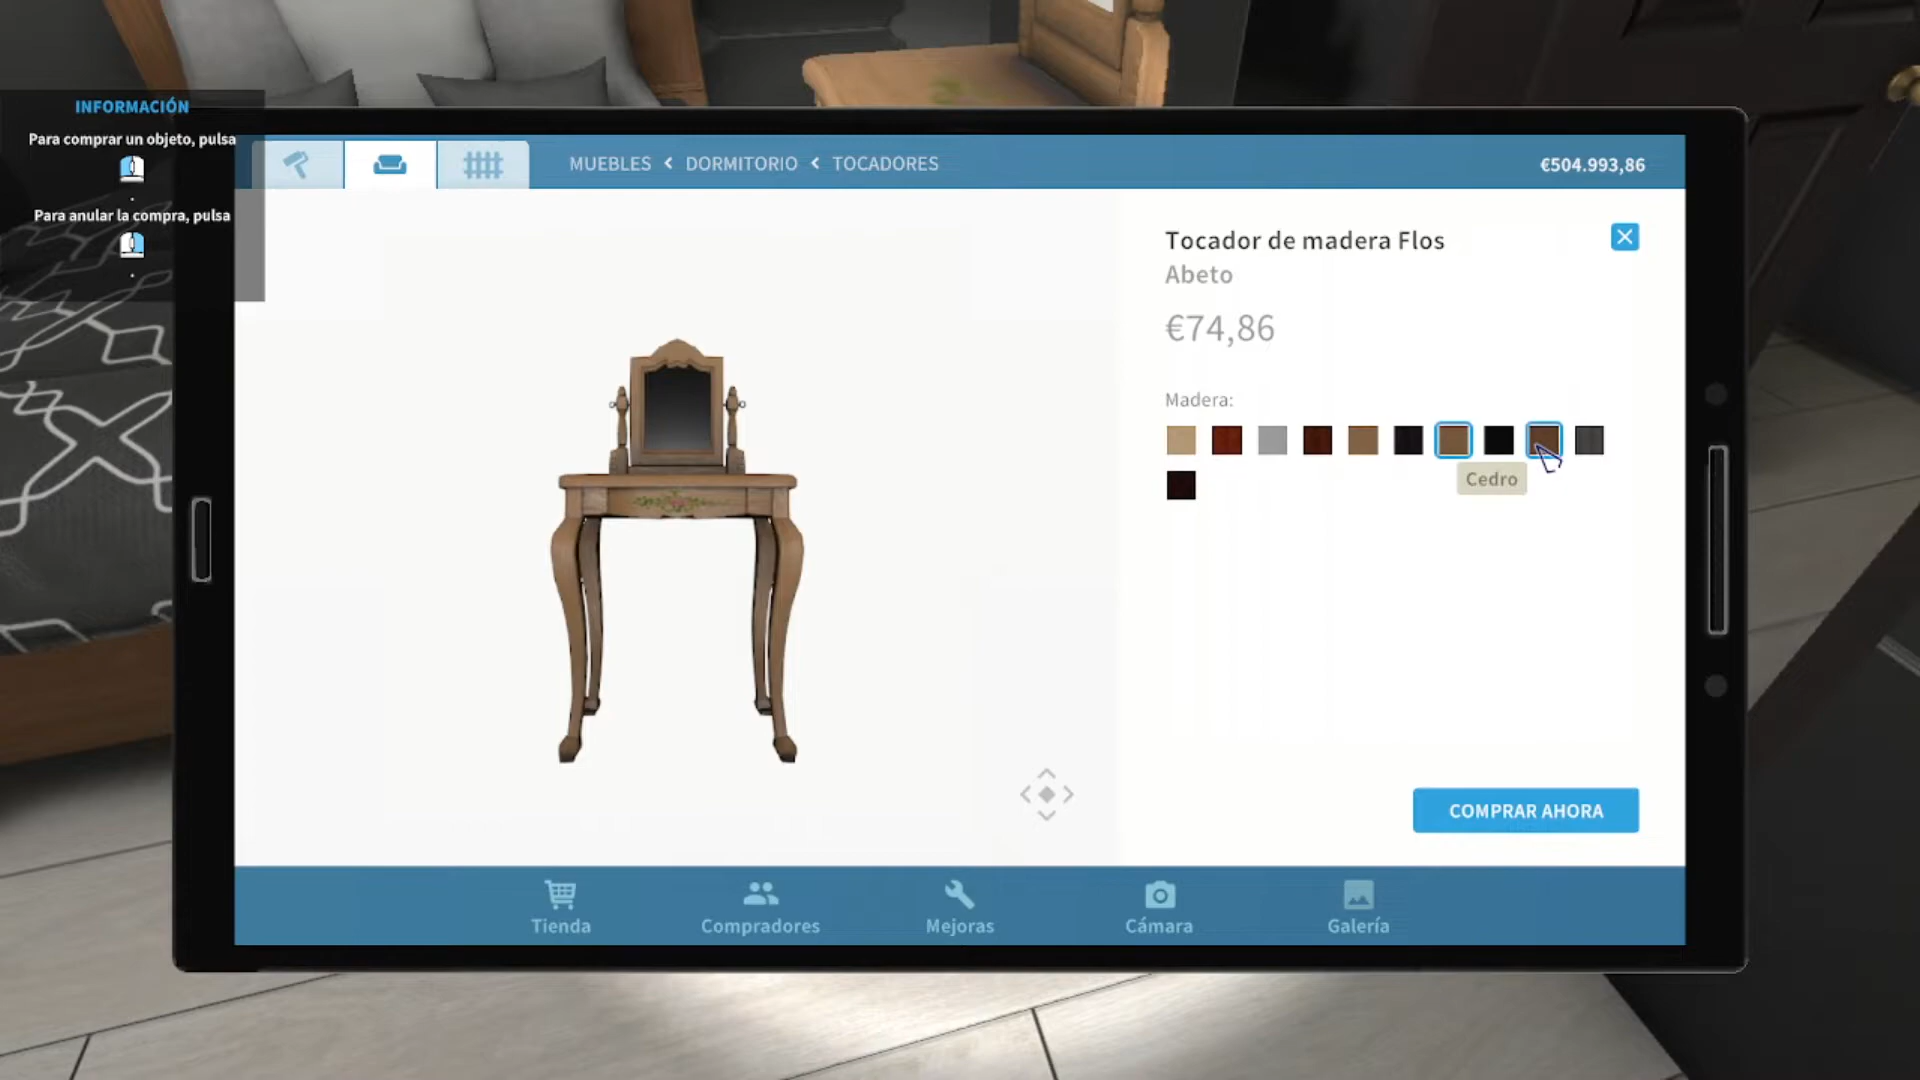 INFORMACIÓN
Para comprar un objeto, pulsa
.
Para anular la compra, pulsa
.
MUEBLES < DORMITORIO < TOCADORES
€504.993,86
Tocador de madera Flos
Abeto
€74,86
Madera:
Cedro
COMPRAR AHORA
Tienda
Compradores
Mejoras
Cámara
Galería